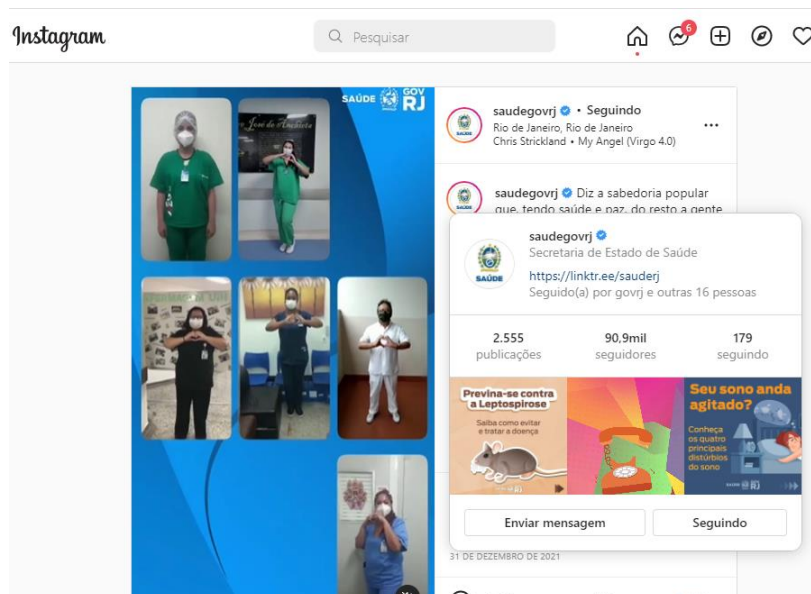 Instagram
Pesquisar
6
SAÚDE GOV RJ
José de Anchieta
saudegovrj • Seguindo
Rio de Janeiro, Rio de Janeiro
Chris Strickland • My Angel (Virgo 4.0)
saudegovrj Diz a sabedoria popular
que, tendo saúde e paz, do resto a gente
saudegovrj
Secretaria de Estado de Saúde
SAÚDE
https://linktr.ee/sauderj
Seguido(a) por govrj e outras 16 pessoas
2.555 90,9mil 179
publicações seguidores seguindo
Previna-se contra
a Leptospirose
Saiba como evitar
e tratar a doença
Seu sono anda
agitado?
Conheça
os quatro
principais
distúrbios
do sono
Enviar mensagem Seguindo
31 DE DEZEMBRO DE 2021